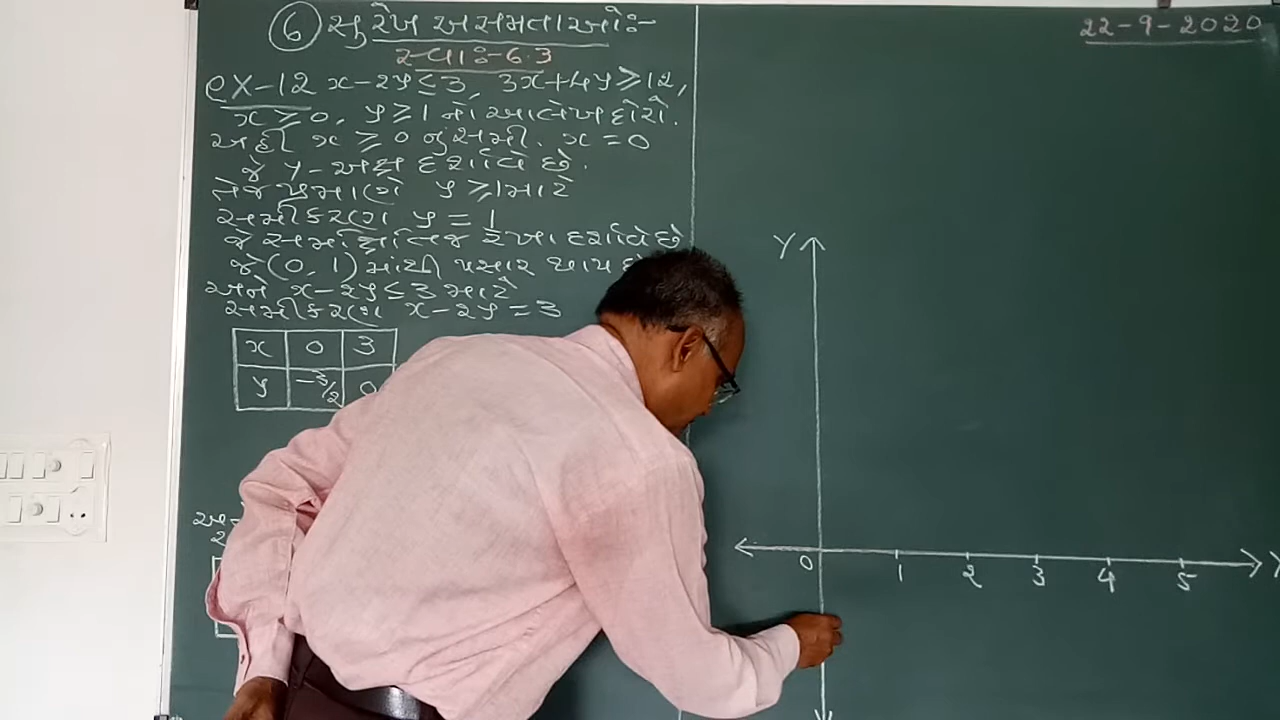 ૬ સુરેખ અસમતાઓ:-
સ્વા:-6.3
ex-12 x-2y≤3, 3x+4y≥12,
x≥0, y≥1 નો આલેખ દોરો.
અહીં x≥0 નું સમી. x=0
જે y-અક્ષ દર્શાવે છે.
તેજ પ્રમાણે y≥1 માટે
સમીકરણ y=1
જે સમક્ષિતિજ રેખા દર્શાવે છે
જે (0,1) માંથી પસાર થાય
અને x-2y≤3 માટે
સમીકરણ x-2y=3
x 0 3
y -3/2 0
22-9-2020
Y
0 1 2 3 4 5